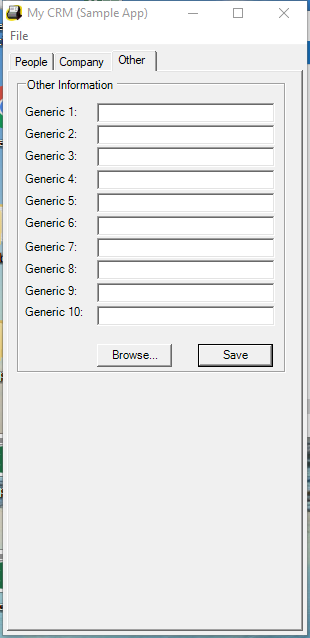 My CRM (Sample App)
File
People Company Other
Other Information
Generic 1:
Generic 2:
Generic 3:
Generic 4:
Generic 5:
Generic 6:
Generic 7:
Generic 8:
Generic 9:
Generic 10:
Browse... Save